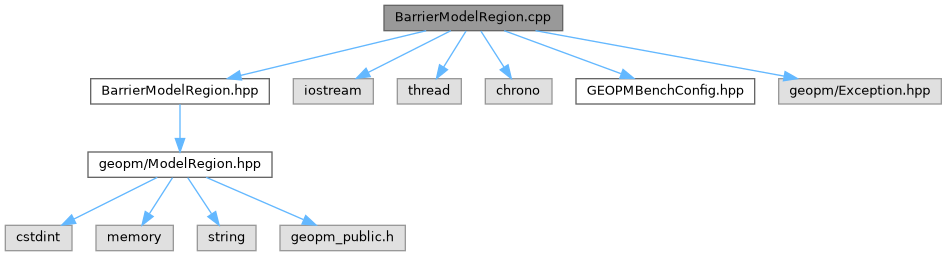 BarrierModelRegion.cpp
BarrierModelRegion.hpp
iostream
thread
chrono
GEOPMBenchConfig.hpp
geopm/Exception.hpp
geopm/ModelRegion.hpp
cstdint
memory
string
geopm_public.h